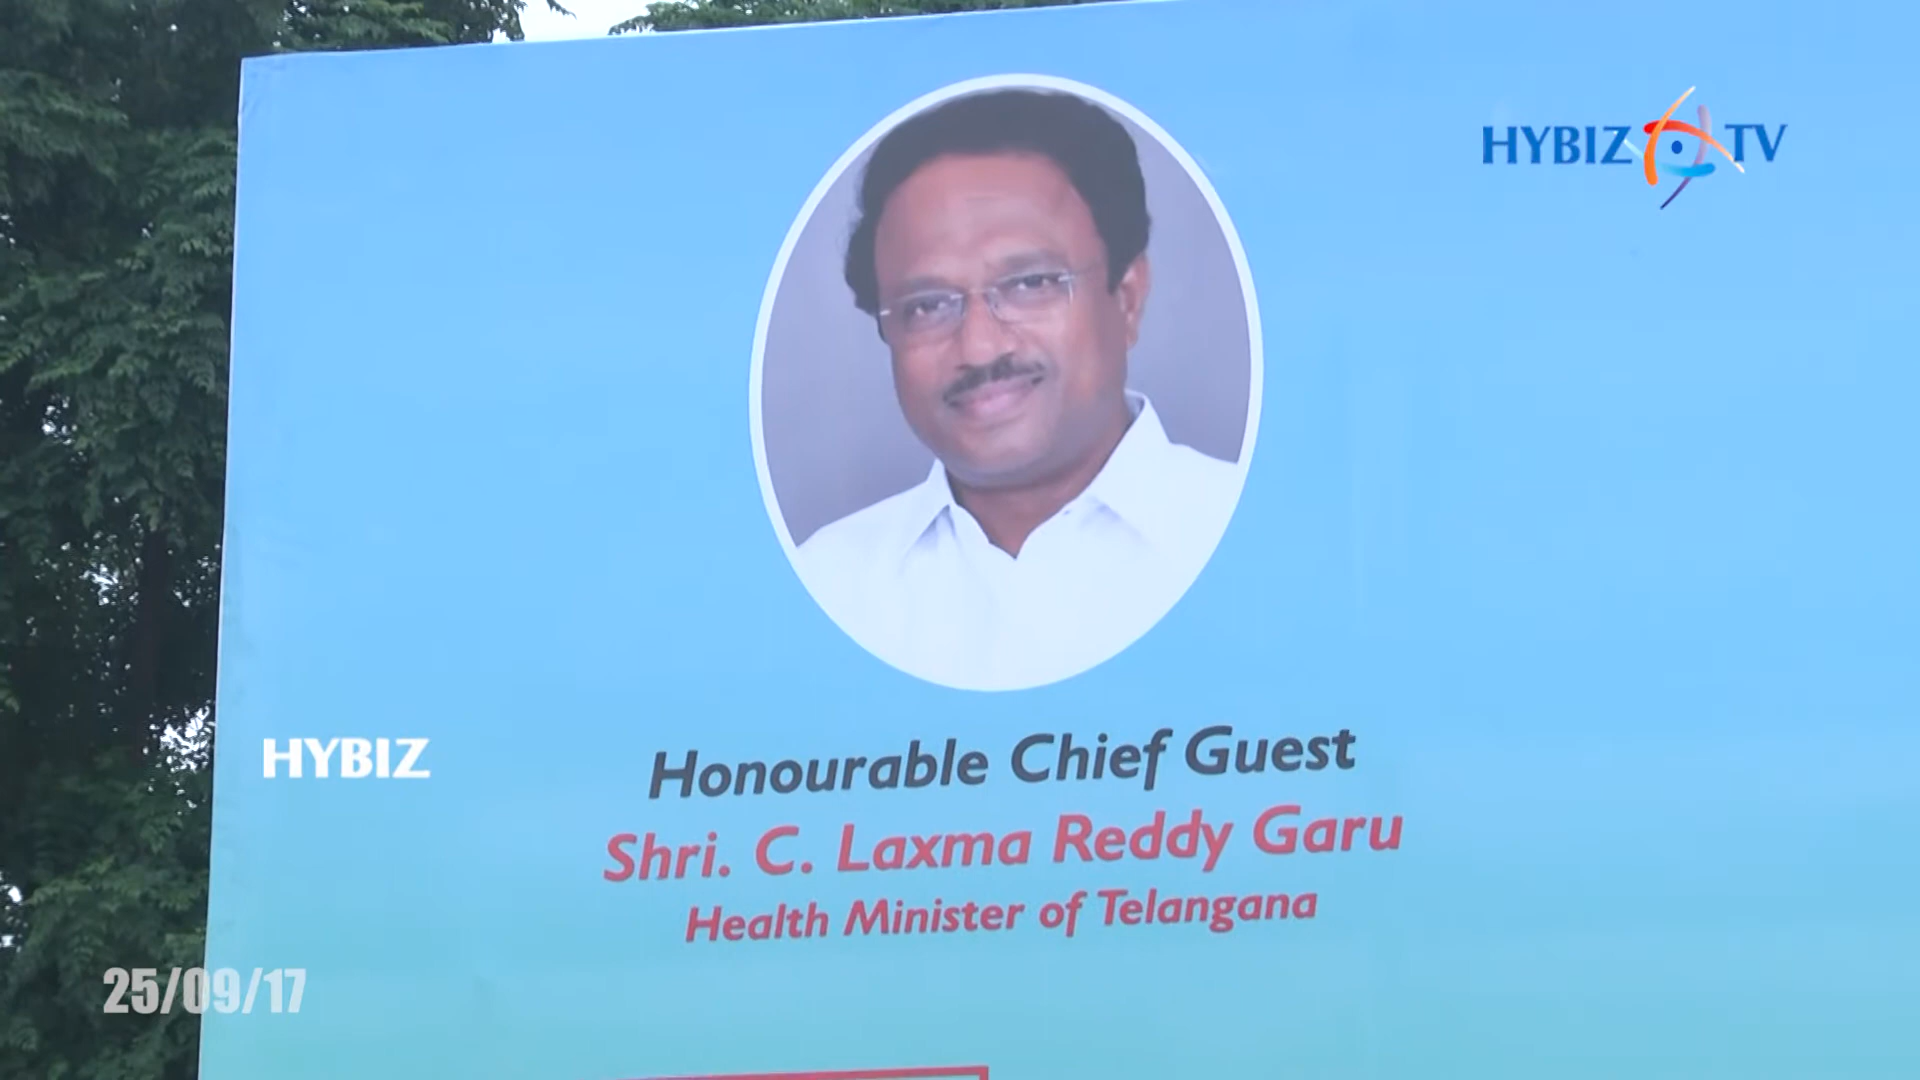 HYBIZ TV
Honourable Chief Guest
HYBIZ
Shri. C. Laxma Reddy Garu
Health Minister of Telangana
25/09/17